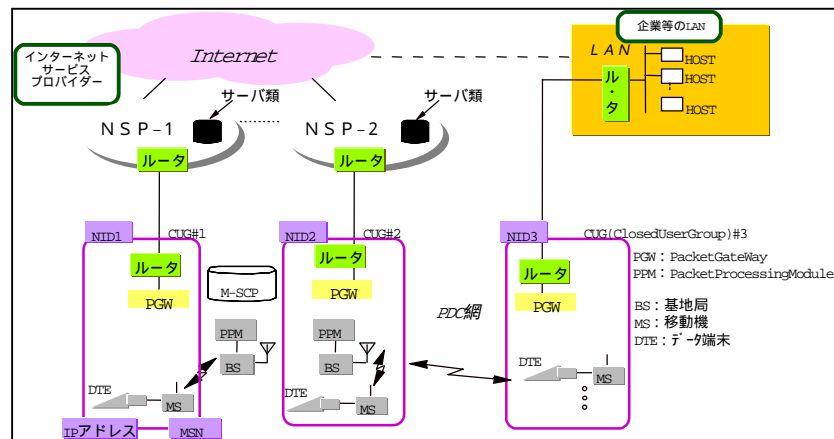 企業等のLAN
インターネット
サービス
プロバイダー
Internet
LAN
HOST
HOST
HOST
ル・タ
サーバ類
サーバ類
NSP-1
NSP-2
ルータ
ルータ
NID1
CUG#1
NID2
CUG#2
NID3
CUG(ClosedUserGroup)#3
ルータ
ルータ
ルータ
PGW：PacketGateWay
PPM：PacketProcessingModule
M-SCP
PGW
PGW
PDC網
BS：基地局
MS：移動機
DTE：ﾃﾞｰﾀ端末
PPM
PPM
BS
BS
DTE
MS
DTE
MS
DTE
MS
IPアドレス
MSN